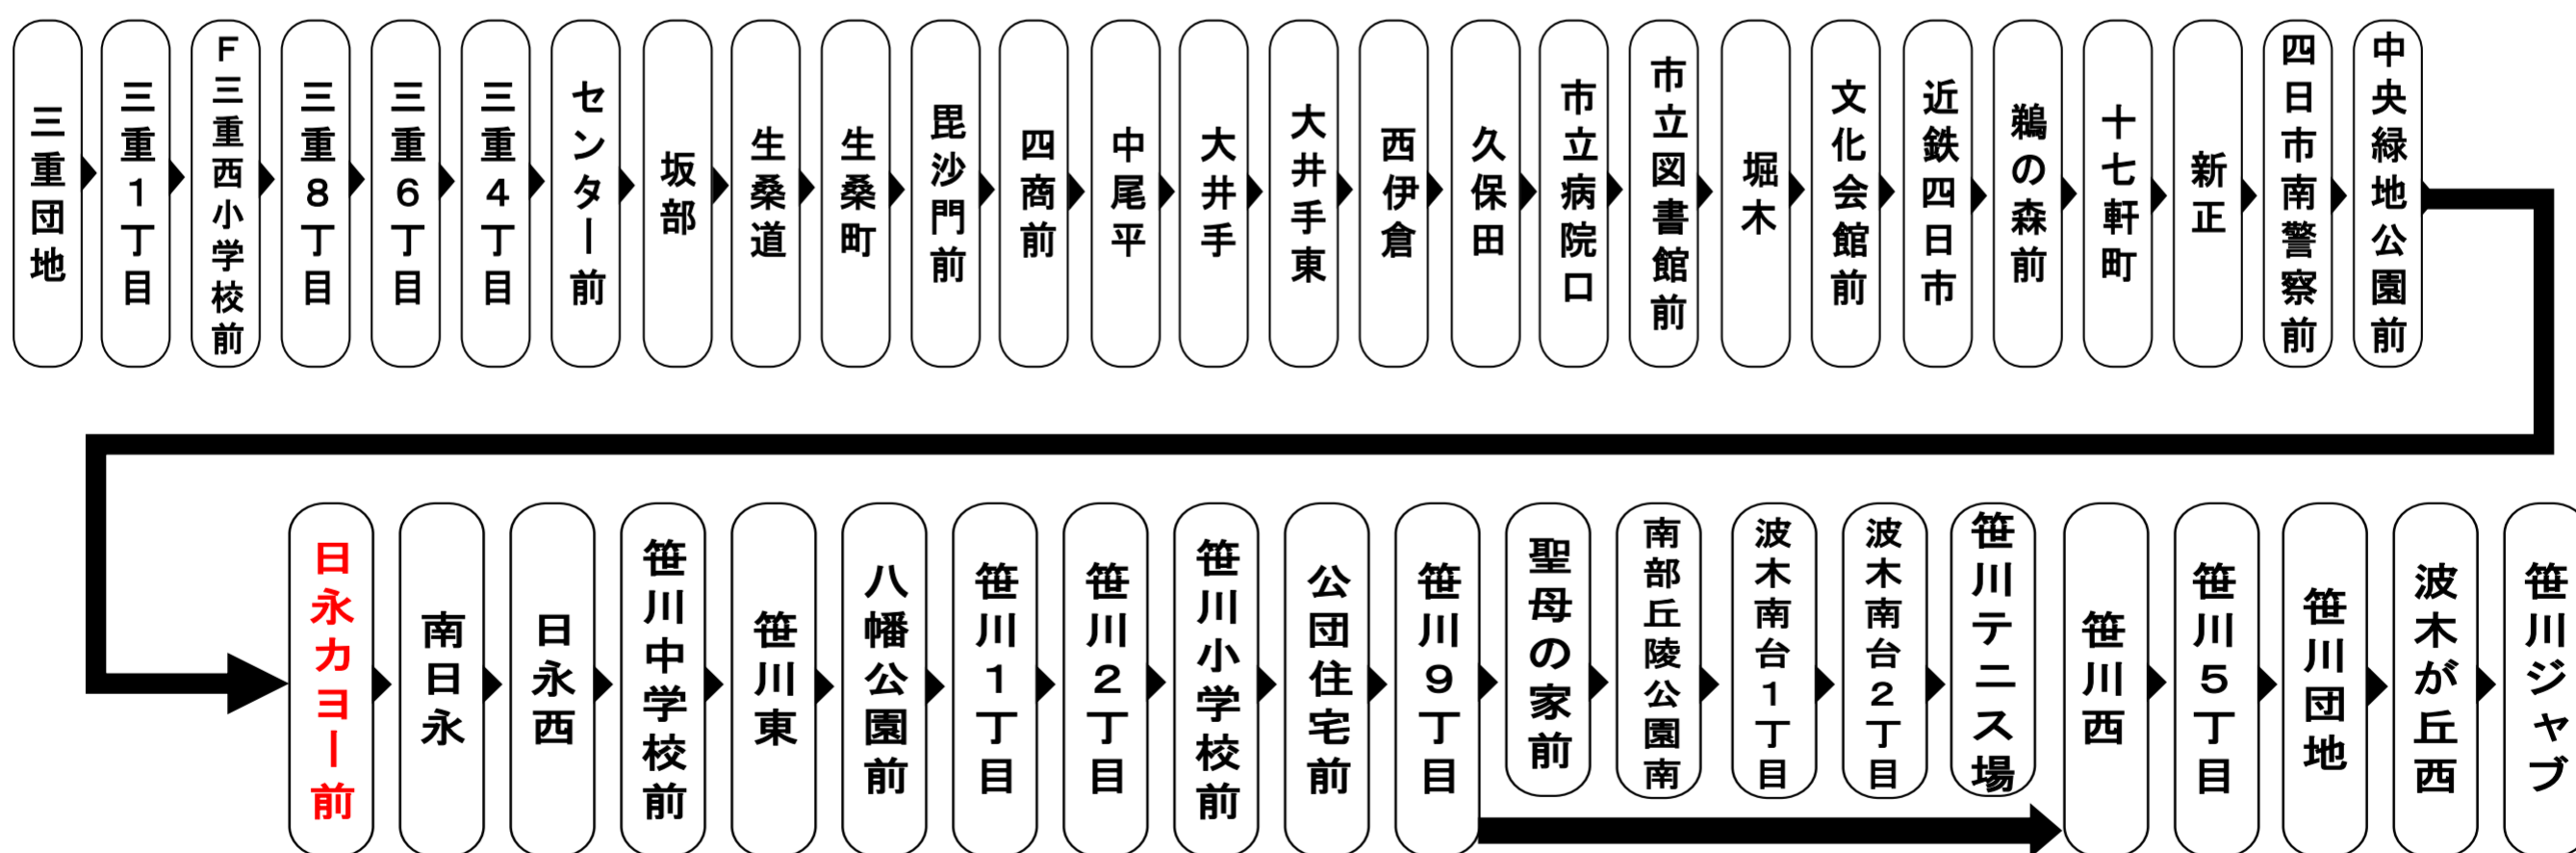 三重団地
三重１丁目
Ｆ三重西小学校前
三重８丁目
三重６丁目
三重４丁目
センター前
坂部
生桑道
生桑町
毘沙門前
四商前
中尾平
大井手
大井手東
西伊倉
久保田
市立病院口
市立図書館前
堀木
文化会館前
近鉄四日市
鵜の森前
十七軒町
新正
四日市南警察前
中央緑地公園前
日永カヨー前
南日永
日永西
笹川中学校前
笹川東
八幡公園前
笹川１丁目
笹川２丁目
笹川小学校前
公団住宅前
笹川９丁目
聖母の家前
南部丘陵公園南
波木南台１丁目
波木南台２丁目
笹川テニス場
笹川西
笹川５丁目
笹川団地
波木が丘西
笹川ジャブ